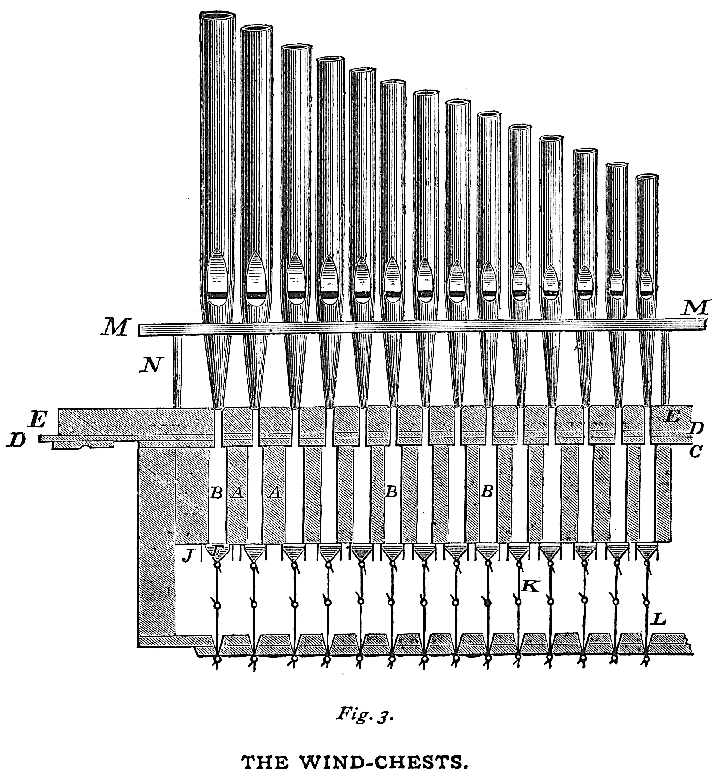 M M
N
E E
D D
C
B A A B B
J
K
L
Fig. 3.
THE WIND-CHESTS.